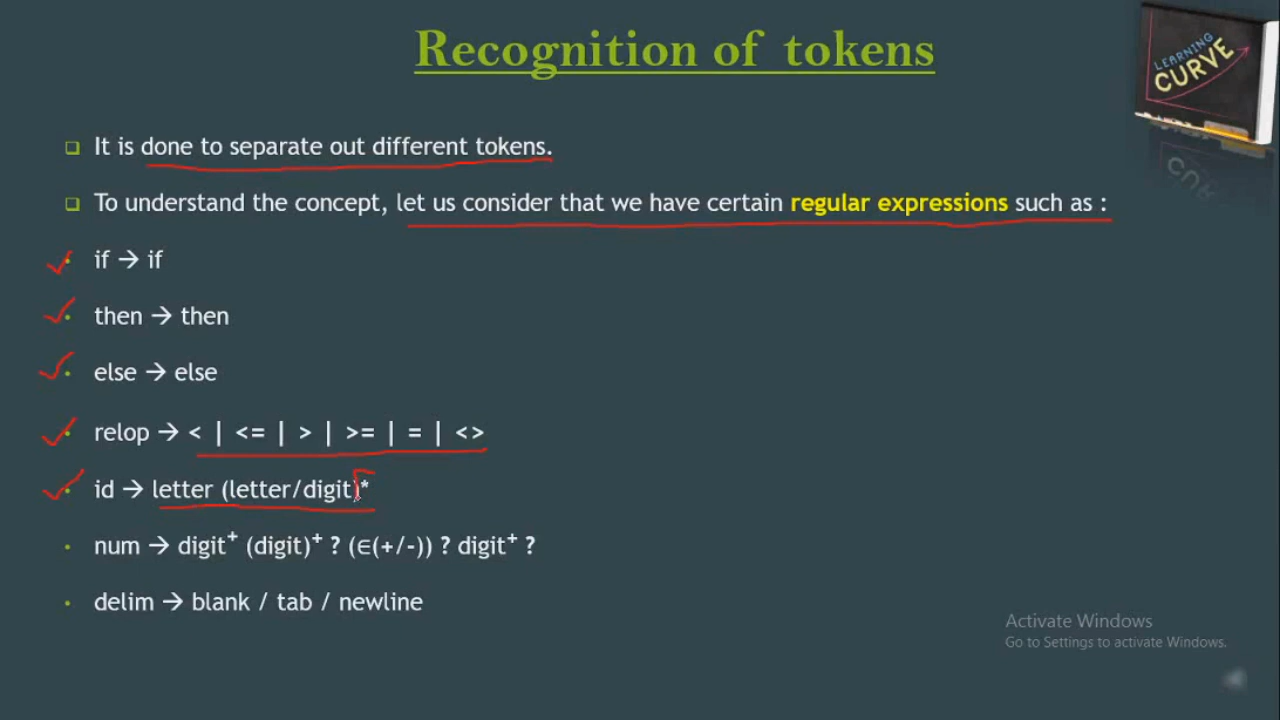 Recognition of tokens
LEARNING
CURVE
❑ It is done to separate out different tokens.
❑ To understand the concept, let us consider that we have certain regular expressions such as :
• if → if
• then → then
• else → else
• relop → < | <= | > | >= | = | <>
• id → letter (letter/digit)*
• num → digit⁺ (digit)⁺ ? (∈(+/-)) ? digit⁺ ?
• delim → blank / tab / newline
Activate Windows
Go to Settings to activate Windows.